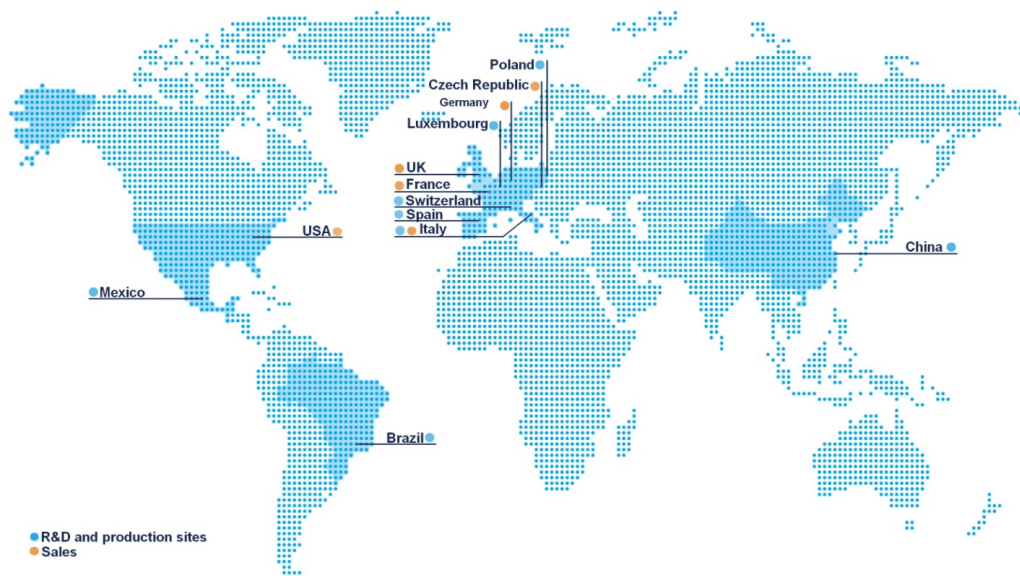 Poland
Czech Republic
Germany
Luxembourg
UK
France
Switzerland
Spain
Italy
USA
China
Mexico
Brazil
R&D and production sites
Sales